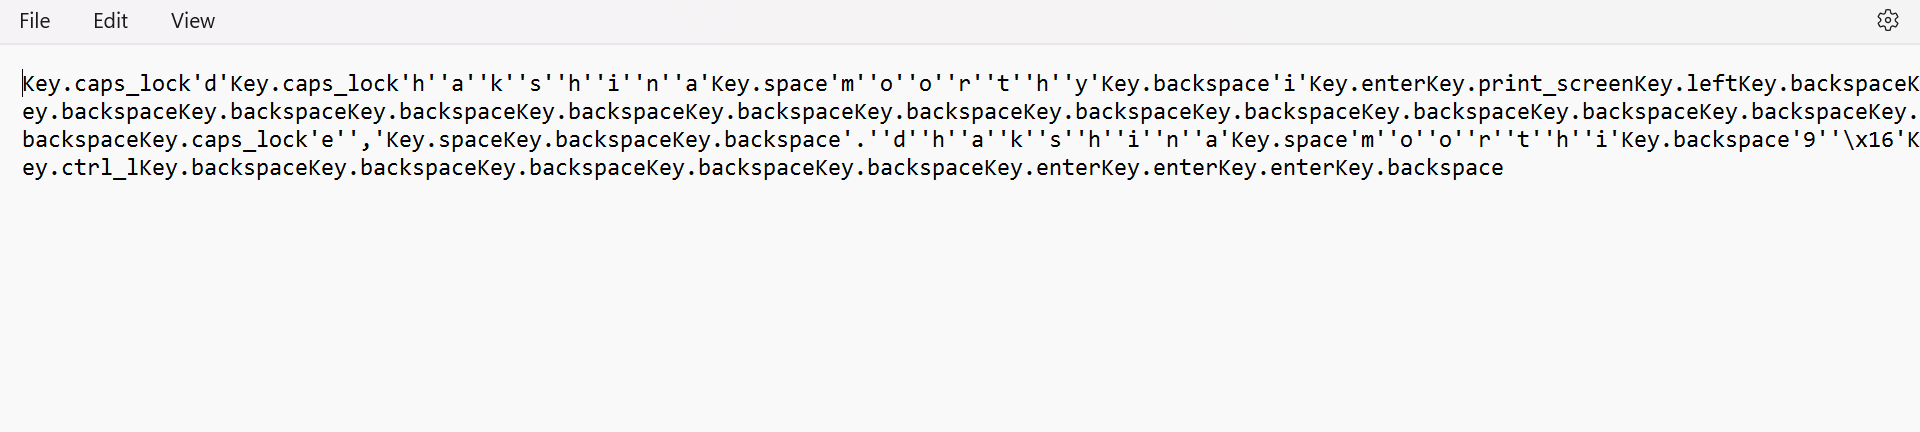 File Edit View
Key.caps_lock'd'Key.caps_lock'h''a''k''s''h''i''n''a'Key.space'm''o''o''r''t''h''y'Key.backspace'i'Key.enterKey.print_screenKey.leftKey.backspaceK
ey.backspaceKey.backspaceKey.backspaceKey.backspaceKey.backspaceKey.backspaceKey.backspaceKey.backspaceKey.backspaceKey.backspaceKey.backspaceKey.
backspaceKey.caps_lock'e'','Key.spaceKey.backspaceKey.backspace'.''d''h''a''k''s''h''i''n''a'Key.space'm''o''o''r''t''h''i'Key.backspace'9''\x16'K
ey.ctrl_lKey.backspaceKey.backspaceKey.backspaceKey.backspaceKey.backspaceKey.enterKey.enterKey.enterKey.backspace